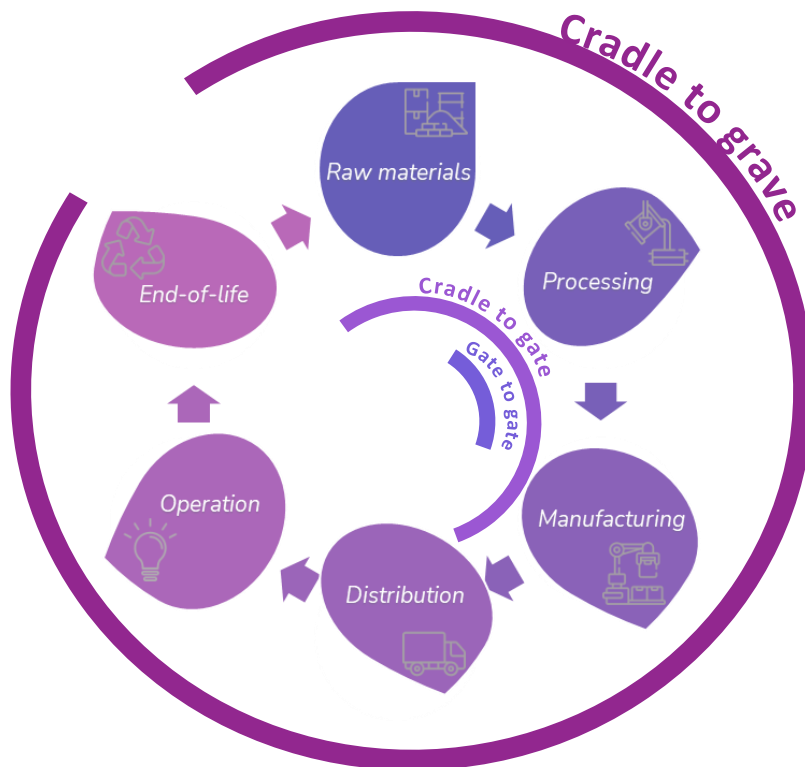 Cradle to grave
Raw materials
Processing
End-of-life
Cradle to gate
Gate to gate
Operation
Manufacturing
Distribution